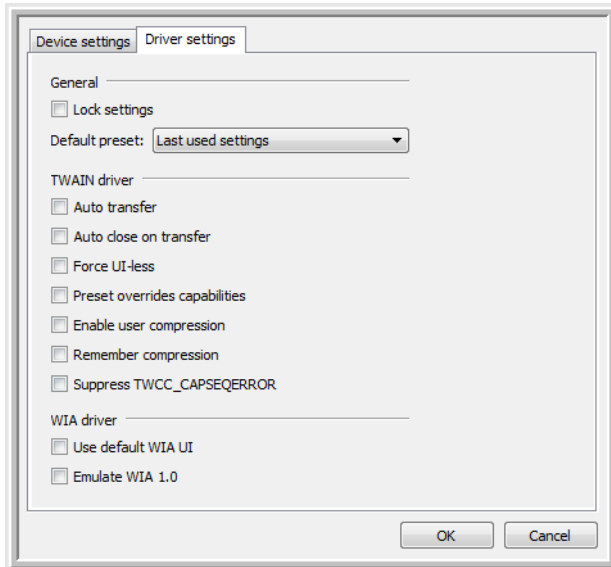 Device settings Driver settings
General
Lock settings
Default preset: Last used settings
TWAIN driver
Auto transfer
Auto close on transfer
Force UI-less
Preset overrides capabilities
Enable user compression
Remember compression
Suppress TWCC_CAPSEQERROR
WIA driver
Use default WIA UI
Emulate WIA 1.0
OK Cancel